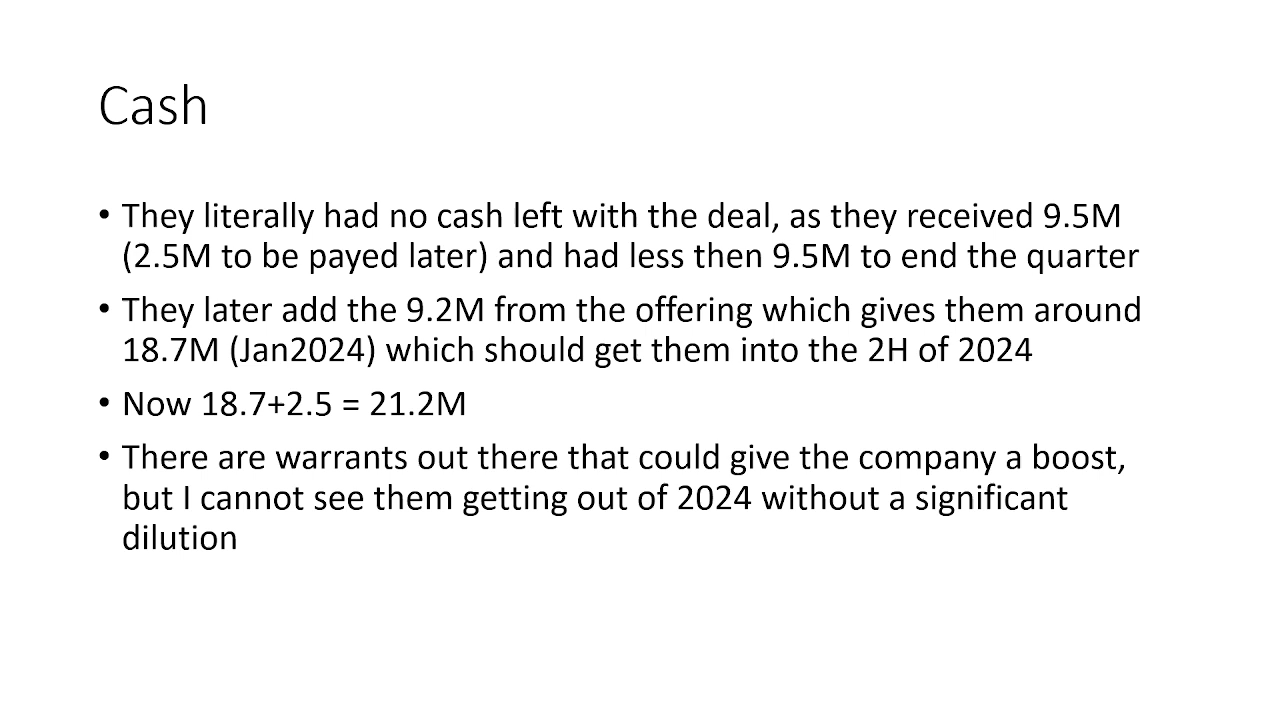 Cash
• They literally had no cash left with the deal, as they received 9.5M
(2.5M to be payed later) and had less then 9.5M to end the quarter
• They later add the 9.2M from the offering which gives them around
18.7M (Jan2024) which should get them into the 2H of 2024
• Now 18.7+2.5 = 21.2M
• There are warrants out there that could give the company a boost,
but I cannot see them getting out of 2024 without a significant
dilution